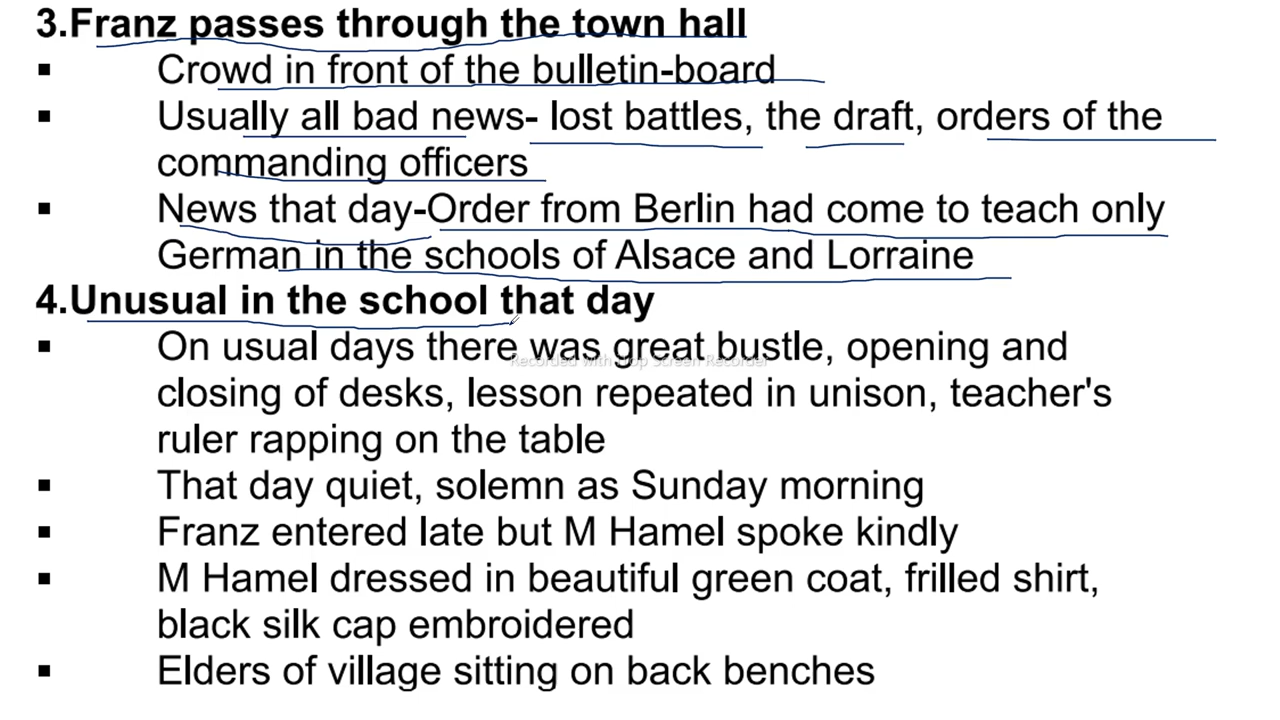 3.Franz passes through the town hall
▪ Crowd in front of the bulletin-board
▪ Usually all bad news- lost battles, the draft, orders of the
commanding officers
▪ News that day-Order from Berlin had come to teach only
German in the schools of Alsace and Lorraine
4.Unusual in the school that day
▪ On usual days there was great bustle, opening and
Recorded with iTop Screen Recorder
closing of desks, lesson repeated in unison, teacher's
ruler rapping on the table
▪ That day quiet, solemn as Sunday morning
▪ Franz entered late but M Hamel spoke kindly
▪ M Hamel dressed in beautiful green coat, frilled shirt,
black silk cap embroidered
▪ Elders of village sitting on back benches